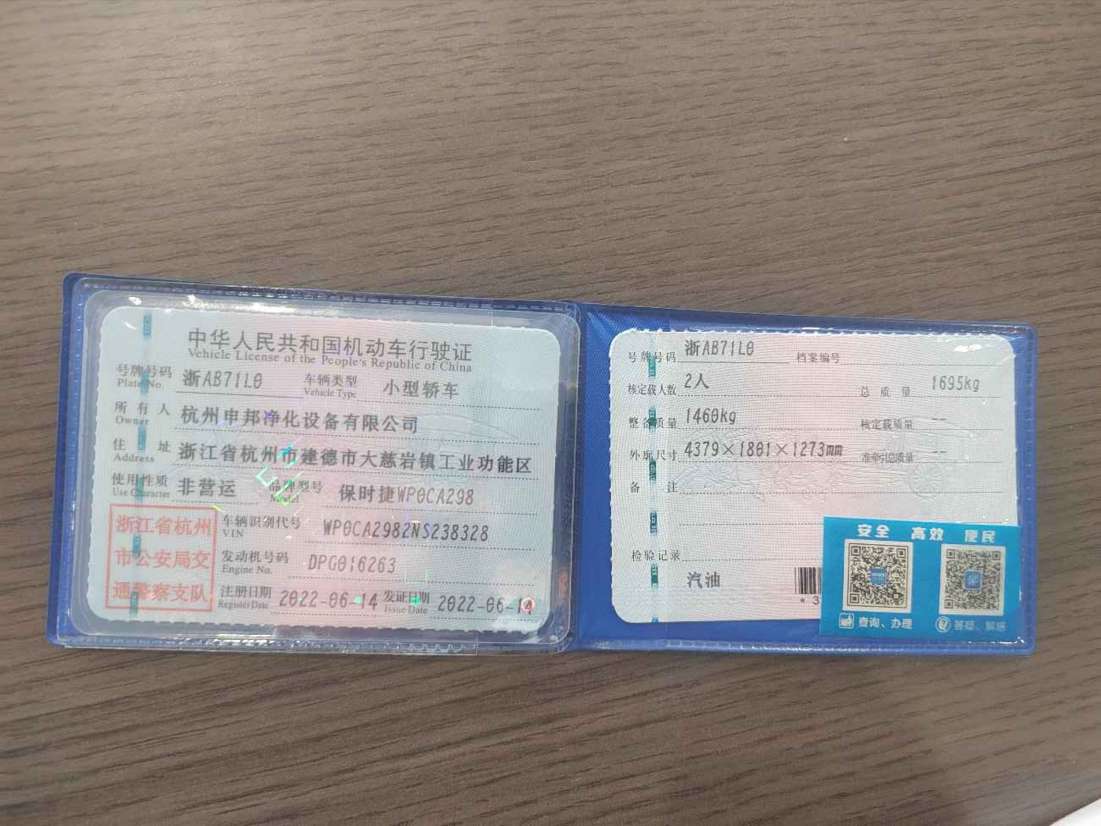 中华人民共和国机动车行驶证
Vehicle License of the People's Republic of China
号牌号码 浙AB71L0 车辆类型 小型轿车
Plate No. Vehicle Type
所有人 杭州申邦净化设备有限公司
Owner
住址 浙江省杭州市建德市大慈岩镇工业功能区
Address
使用性质 非营运 品牌型号 保时捷WP0CA298
Use Character Model
浙江省杭州
市公安局交
通警察支队
车辆识别代号 WP0CA2982NS238328
VIN
发动机号码 DPG016263
Engine No.
注册日期 2022-06-14 发证日期 2022-06-14
Register Date Issue Date
号牌号码 浙AB71L0 档案编号
核定载人数 2人 总质量 1695kg
整备质量 1460kg 核定载质量 --
外廓尺寸 4379×1801×1273mm 准牵引总质量 --
备注
检验记录
汽油
*3
安全 高效 便民
查询、办理